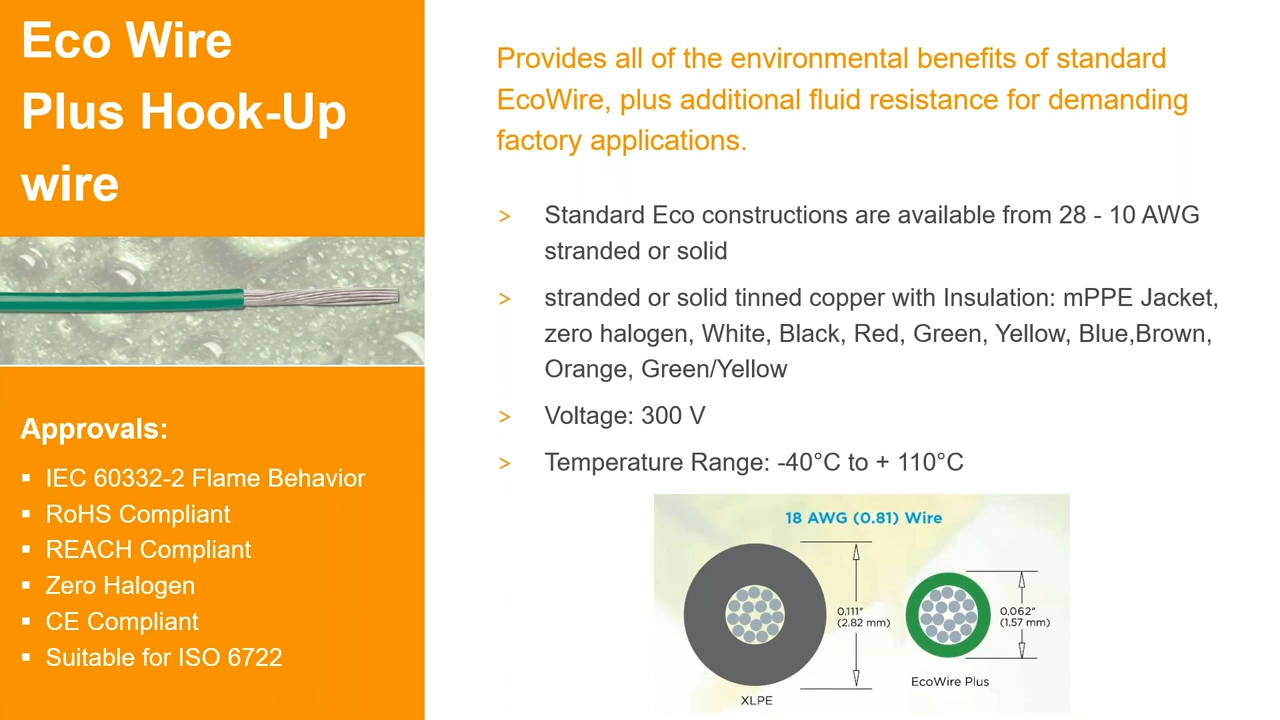 Eco Wire
Plus Hook-Up
wire
Approvals:
▪ IEC 60332-2 Flame Behavior
▪ RoHS Compliant
▪ REACH Compliant
▪ Zero Halogen
▪ CE Compliant
▪ Suitable for ISO 6722
Provides all of the environmental benefits of standard
EcoWire, plus additional fluid resistance for demanding
factory applications.
> Standard Eco constructions are available from 28 - 10 AWG
stranded or solid
> stranded or solid tinned copper with Insulation: mPPE Jacket,
zero halogen, White, Black, Red, Green, Yellow, Blue,Brown,
Orange, Green/Yellow
> Voltage: 300 V
> Temperature Range: -40°C to + 110°C
18 AWG (0.81) Wire
0.111"
(2.82 mm)
XLPE
0.062"
(1.57 mm)
EcoWire Plus